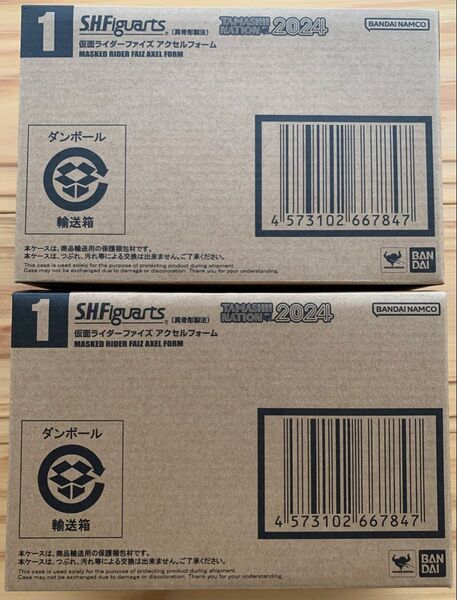 1
S.H.Figuarts (真骨彫製法) TAMASHII NATION 2024 BANDAI NAMCO
仮面ライダーファイズ アクセルフォーム
MASKED RIDER FAIZ AXEL FORM
ダンボール
輸送箱
4 573102 667847
本ケースは、商品輸送用の保護梱包材です。
本ケースは、つぶれ、汚れ等による交換は出来ません。ご了承ください。
This case is used solely for the purpose of protecting product during shipment.
Case may not be exchanged due to damage or discoloration. Thank you for your understanding.
BAN
DAI
1
S.H.Figuarts (真骨彫製法) TAMASHII NATION 2024 BANDAI NAMCO
仮面ライダーファイズ アクセルフォーム
MASKED RIDER FAIZ AXEL FORM
ダンボール
輸送箱
4 573102 667847
本ケースは、商品輸送用の保護梱包材です。
本ケースは、つぶれ、汚れ等による交換は出来ません。ご了承ください。
This case is used solely for the purpose of protecting product during shipment.
Case may not be exchanged due to damage or discoloration. Thank you for your understanding.
BAN
DAI